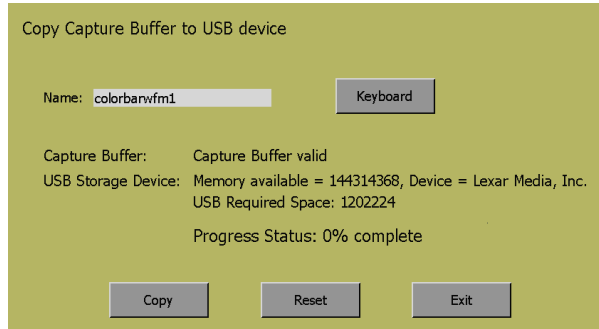 Copy Capture Buffer to USB device
Name: colorbarwfm1 Keyboard
Capture Buffer: Capture Buffer valid
USB Storage Device: Memory available = 144314368, Device = Lexar Media, Inc.
USB Required Space: 1202224
Progress Status: 0% complete
Copy Reset Exit